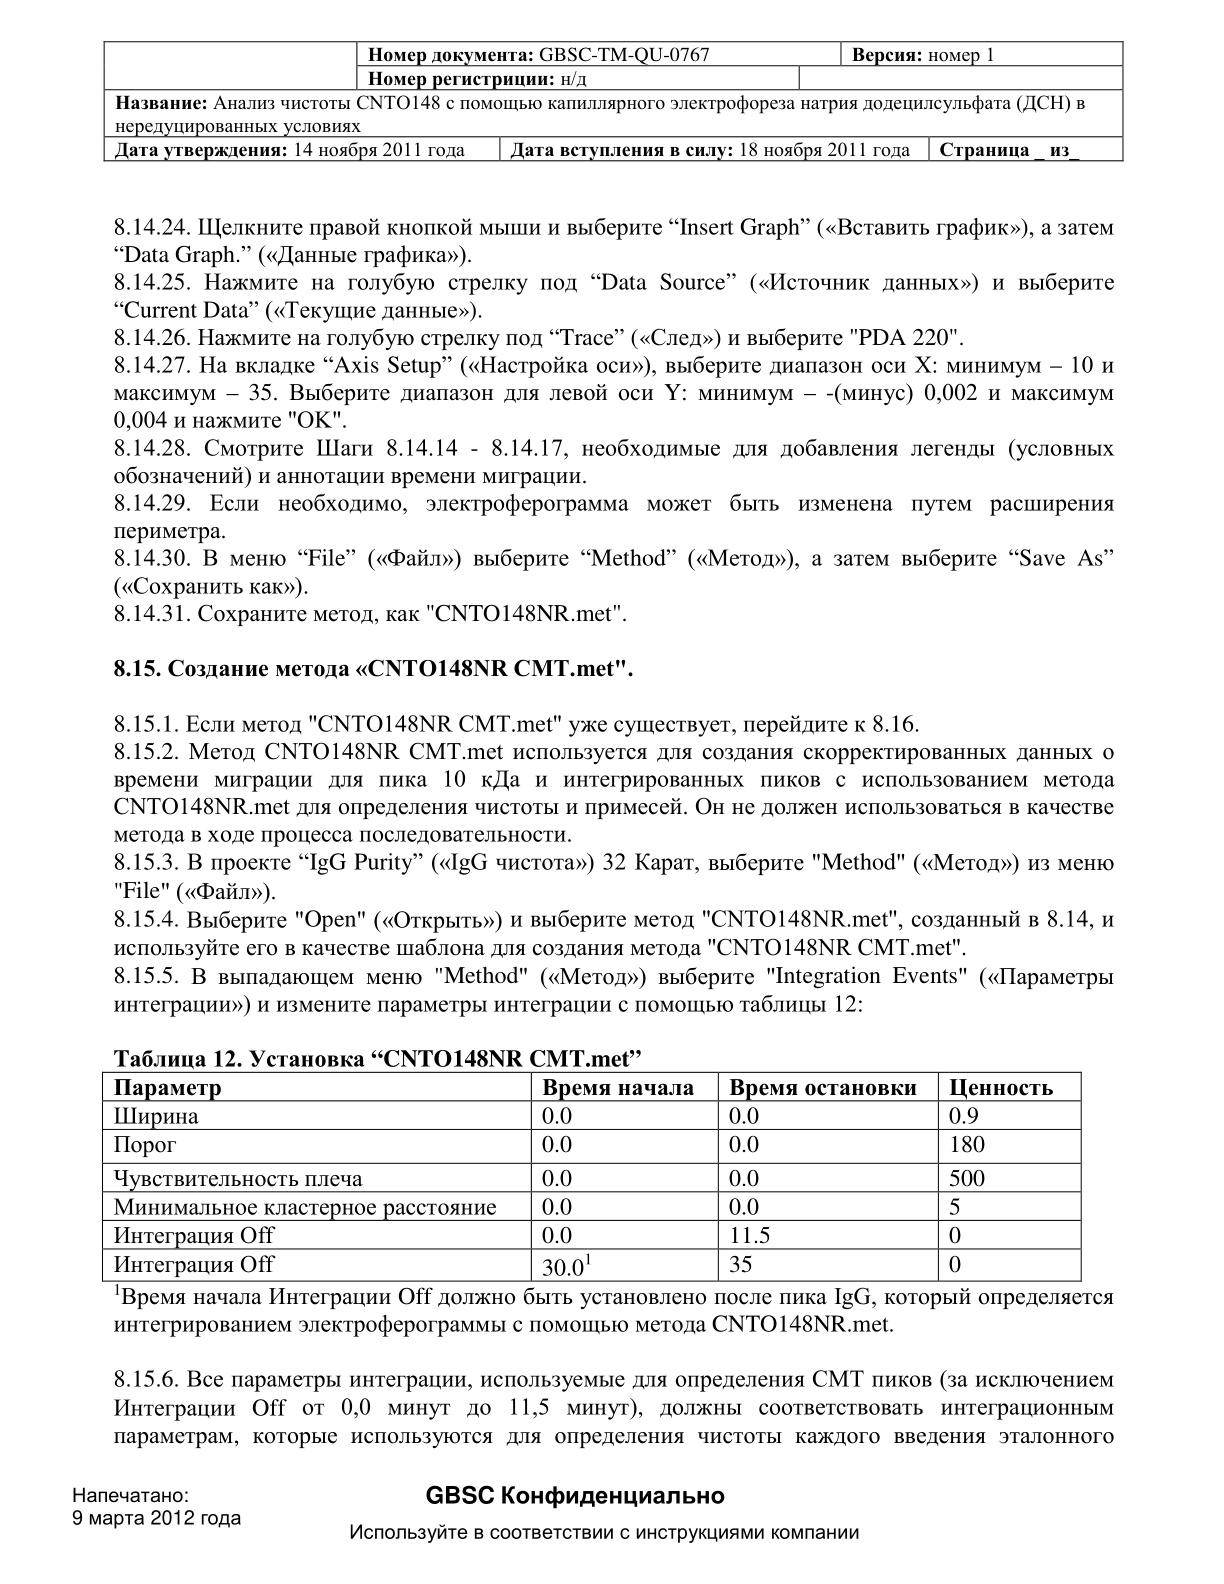 Номер документа: GBSC-TM-QU-0767 Версия: номер 1
Номер регистрации: н/д
Название: Анализ чистоты CNTO148 с помощью капиллярного электрофореза натрия додецилсульфата (ДСН) в
нередуцированных условиях
Дата утверждения: 14 ноября 2011 года Дата вступления в силу: 18 ноября 2011 года Страница _ из_
8.14.24. Щелкните правой кнопкой мыши и выберите “Insert Graph” («Вставить график»), а затем
“Data Graph.” («Данные графика»).
8.14.25. Нажмите на голубую стрелку под “Data Source” («Источник данных») и выберите
“Current Data” («Текущие данные»).
8.14.26. Нажмите на голубую стрелку под “Trace” («След») и выберите "PDA 220".
8.14.27. На вкладке “Axis Setup” («Настройка оси»), выберите диапазон оси X: минимум – 10 и
максимум – 35. Выберите диапазон для левой оси Y: минимум – -(минус) 0,002 и максимум
0,004 и нажмите "OK".
8.14.28. Смотрите Шаги 8.14.14 - 8.14.17, необходимые для добавления легенды (условных
обозначений) и аннотации времени миграции.
8.14.29. Если необходимо, электроферограмма может быть изменена путем расширения
периметра.
8.14.30. В меню “File” («Файл») выберите “Method” («Метод»), а затем выберите “Save As”
(«Сохранить как»).
8.14.31. Сохраните метод, как "CNTO148NR.met".
8.15. Создание метода «CNTO148NR CMT.met".
8.15.1. Если метод "CNTO148NR CMT.met" уже существует, перейдите к 8.16.
8.15.2. Метод CNTO148NR CMT.met используется для создания скорректированных данных о
времени миграции для пика 10 кДа и интегрированных пиков с использованием метода
CNTO148NR.met для определения чистоты и примесей. Он не должен использоваться в качестве
метода в ходе процесса последовательности.
8.15.3. В проекте “IgG Purity” («IgG чистота») 32 Карат, выберите "Method" («Метод») из меню
"File" («Файл»).
8.15.4. Выберите "Open" («Открыть») и выберите метод "CNTO148NR.met", созданный в 8.14, и
используйте его в качестве шаблона для создания метода "CNTO148NR CMT.met".
8.15.5. В выпадающем меню "Method" («Метод») выберите "Integration Events" («Параметры
интеграции») и измените параметры интеграции с помощью таблицы 12:
Таблица 12. Установка “CNTO148NR CMT.met”
Параметр Время начала Время остановки Ценность
Ширина 0.0 0.0 0.9
Порог 0.0 0.0 180
Чувствительность плеча 0.0 0.0 500
Минимальное кластерное расстояние 0.0 0.0 5
Интеграция Off 0.0 11.5 0
Интеграция Off 30.0¹ 35 0
¹Время начала Интеграции Off должно быть установлено после пика IgG, который определяется
интегрированием электроферограммы с помощью метода CNTO148NR.met.
8.15.6. Все параметры интеграции, используемые для определения СМТ пиков (за исключением
Интеграции Off от 0,0 минут до 11,5 минут), должны соответствовать интеграционным
параметрам, которые используются для определения чистоты каждого введения эталонного
Напечатано:
9 марта 2012 года
GBSC Конфиденциально
Используйте в соответствии с инструкциями компании